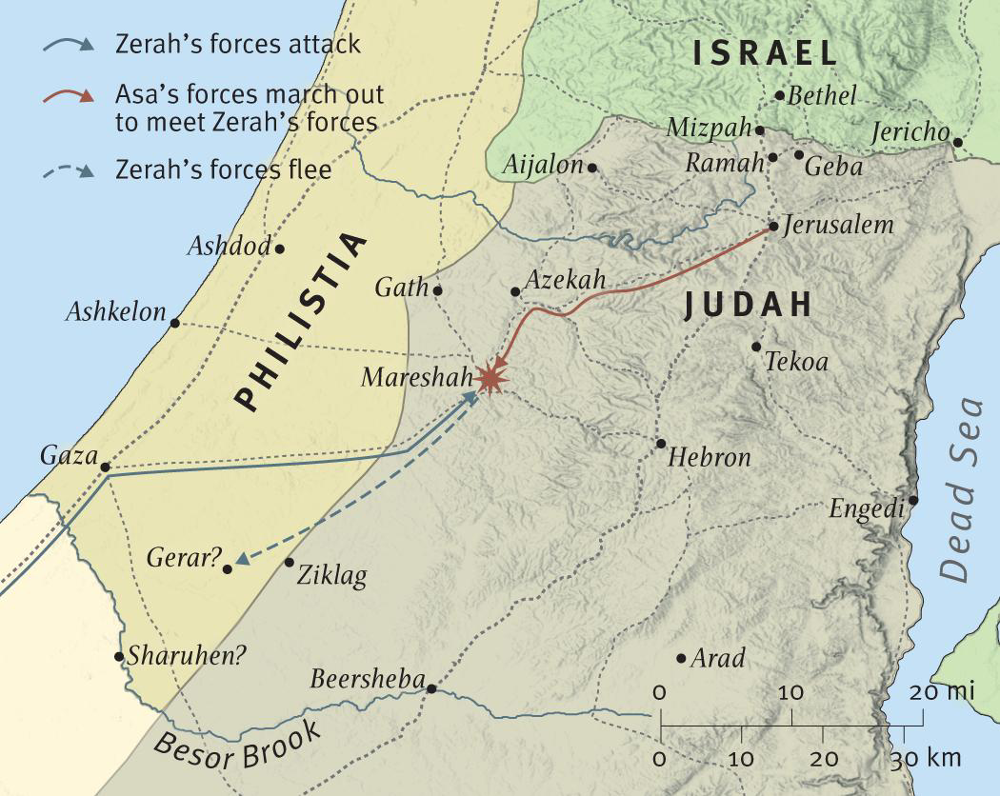 Zerah's forces attack
Asa's forces march out
to meet Zerah's forces
Zerah's forces flee
ISRAEL
Bethel
Mizpah
Jericho
Ramah
Geba
Aijalon
Jerusalem
Ashdod
PHILISTIA
Gath
Azekah
JUDAH
Ashkelon
Tekoa
Mareshah
Gaza
Hebron
Dead Sea
Engedi
Gerar?
Ziklag
Sharuhen?
Arad
Beersheba
Besor Brook
0 10 20 mi
0 10 20 30 km